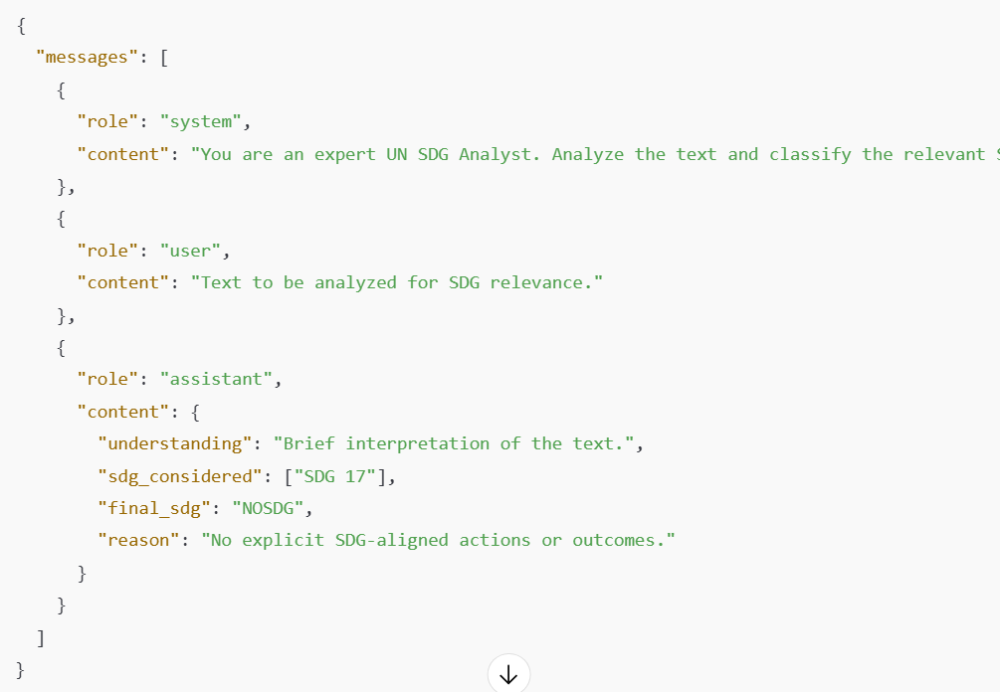 {
"messages": [
{
"role": "system",
"content": "You are an expert UN SDG Analyst. Analyze the text and classify the relevant
},
{
"role": "user",
"content": "Text to be analyzed for SDG relevance."
},
{
"role": "assistant",
"content": {
"understanding": "Brief interpretation of the text.",
"sdg_considered": ["SDG 17"],
"final_sdg": "NOSDG",
"reason": "No explicit SDG-aligned actions or outcomes."
}
}
]
}